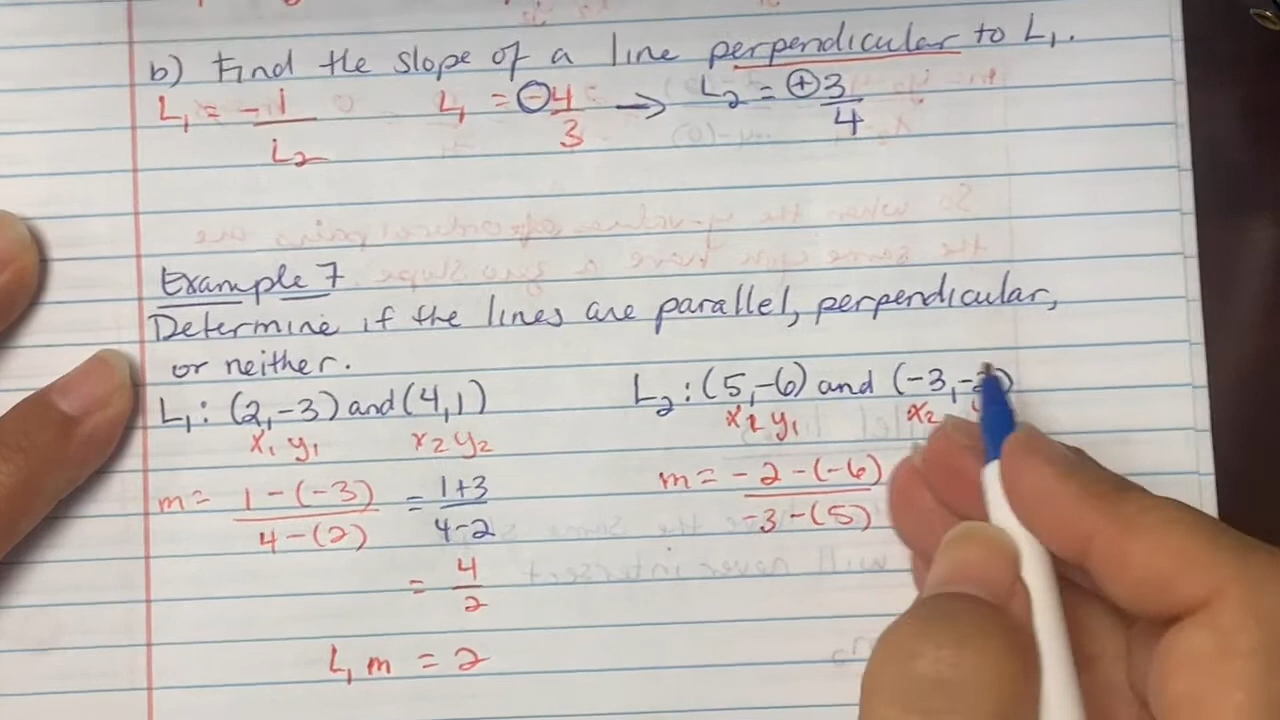 b) Find the slope of a line perpendicular to L₁.
L₁ = -1/L₂ L₁ = -4/3 → L₂ = +3/4
Example 7
Determine if the lines are parallel, perpendicular,
or neither.
L₁: (2,-3) and (4,1) L₂: (5,-6) and (-3,-2)
x₁ y₁ x₂ y₂ x₁ y₁ x₂
m = 1-(-3)/4-(2) = 1+3/4-2 m = -2-(-6)/-3-(5)
= 4/2
L₁ m = 2